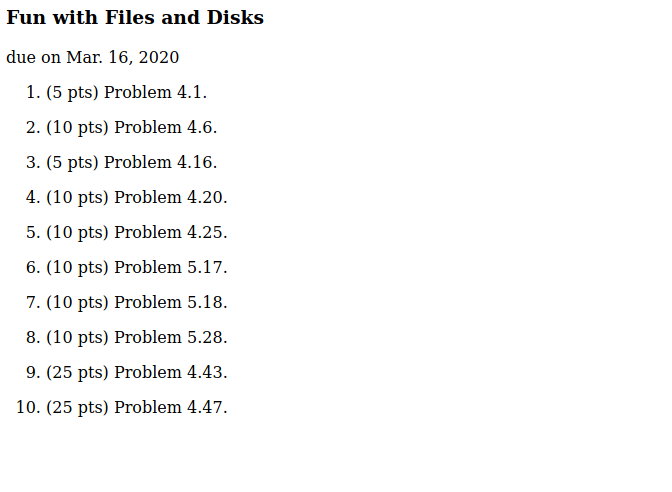 Fun with Files and Disks
due on Mar. 16, 2020
1. (5 pts) Problem 4.1.
2. (10 pts) Problem 4.6.
3. (5 pts) Problem 4.16.
4. (10 pts) Problem 4.20.
5. (10 pts) Problem 4.25.
6. (10 pts) Problem 5.17.
7. (10 pts) Problem 5.18.
8. (10 pts) Problem 5.28.
9. (25 pts) Problem 4.43.
10. (25 pts) Problem 4.47.